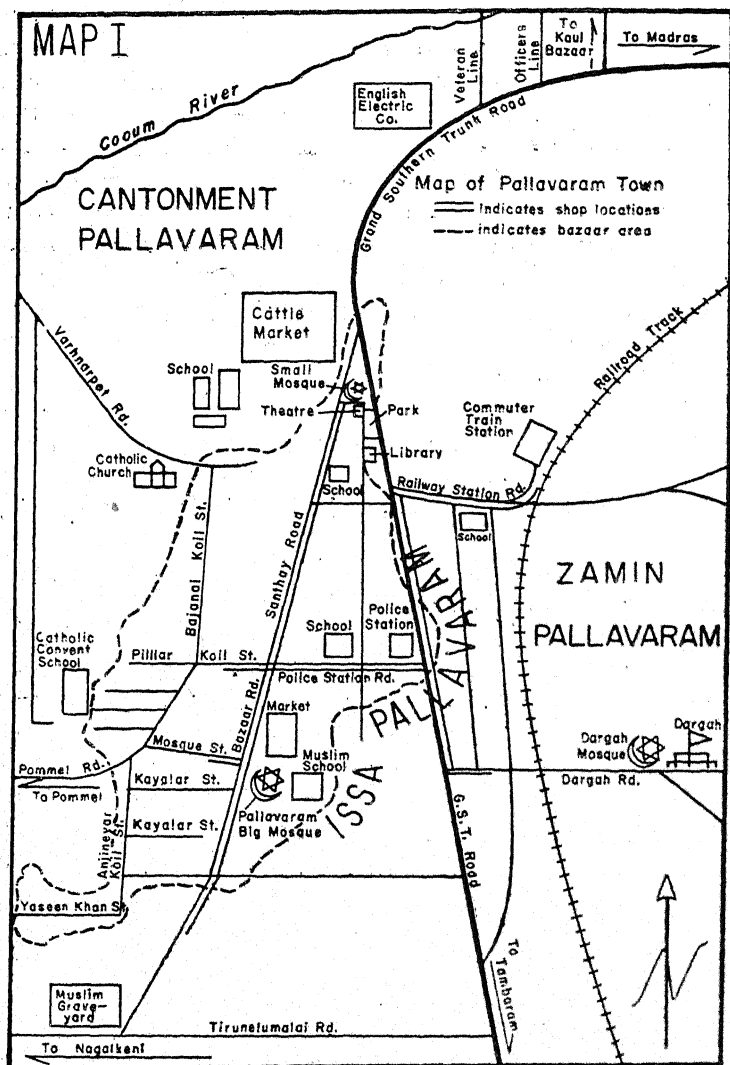 MAP I
To
Kaul
Bazaar
To Madras
Veteran
Line
Officers
Line
English
Electric
Co.
Cooum River
Grand Southern Trunk Road
Map of Pallavaram Town
Indicates shop locations
indicates bazaar area
CANTONMENT
PALLAVARAM
Cattle
Market
Varhnarpet Rd.
School
Small
Mosque
Theatre
Park
Library
Railroad Track
Commuter
Train
Station
Catholic
Church
School
Railway Station Rd.
School
Bajanai Koil St.
Santhay Road
ZAMIN
PALLAVARAM
Catholic
Convent
School
School
Police
Station
Pilliar Koil St.
Police Station Rd.
ISSA PALLAVARAM
Bazaar Rd.
Market
Mosque St.
Muslim
School
Pommel Rd.
To Pommel
Kayalar St.
Pallavaram
Big Mosque
Kayalar St.
Anjineyar
Koil St.
Dargah
Mosque
Dargah
Dargah Rd.
G.S.T. Road
Yaseen Khan St.
To
Tambaram
Muslim
Grave-
yard
Tirunelumalai Rd.
To Nagalkeni